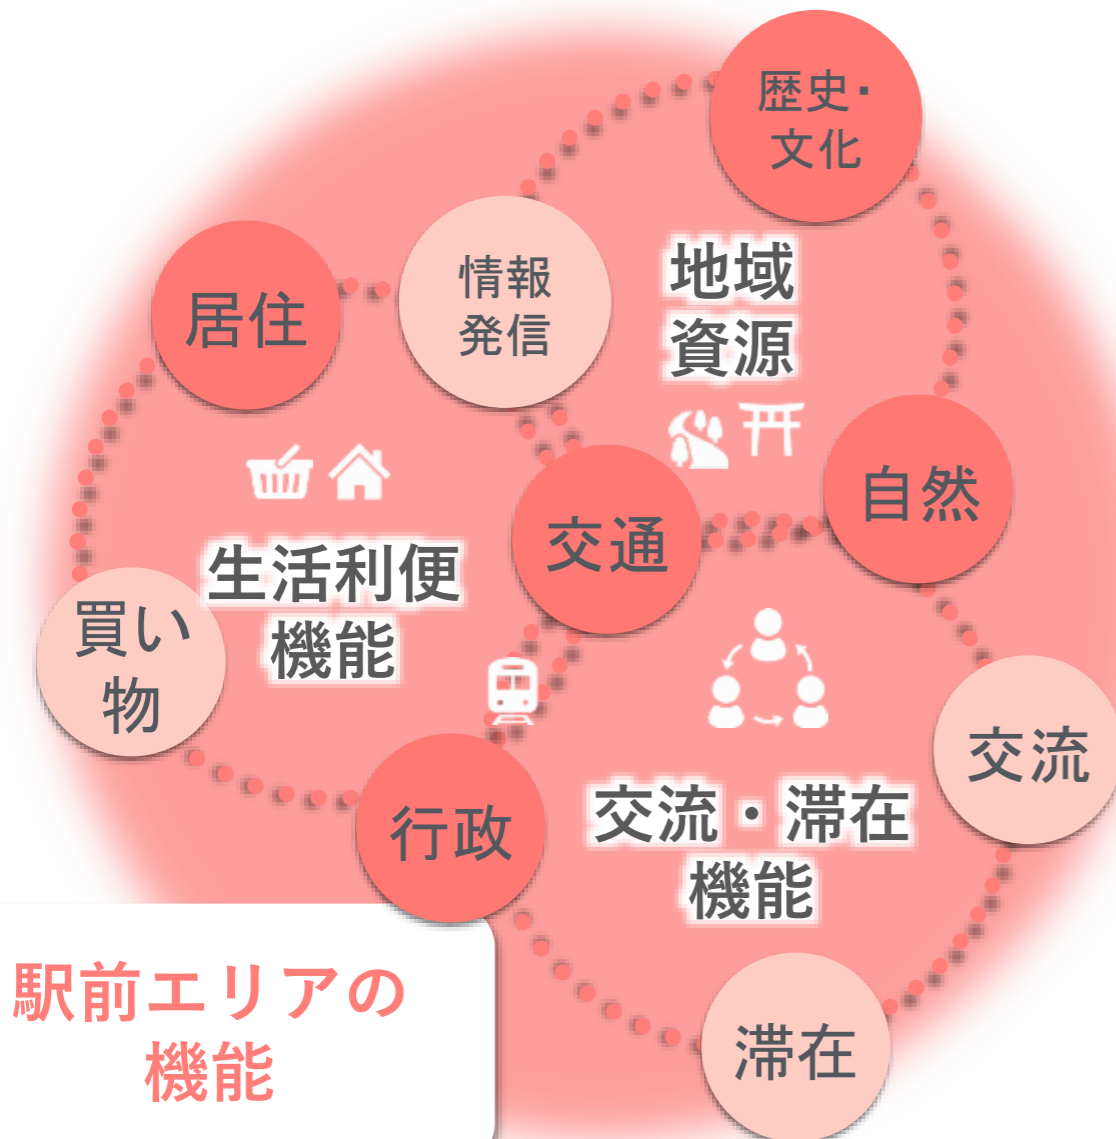 歴史・
文化
地域
資源
情報
発信
居住
自然
交通
生活利便
機能
買い
物
交流
交流・滞在
機能
行政
滞在
駅前エリアの
機能